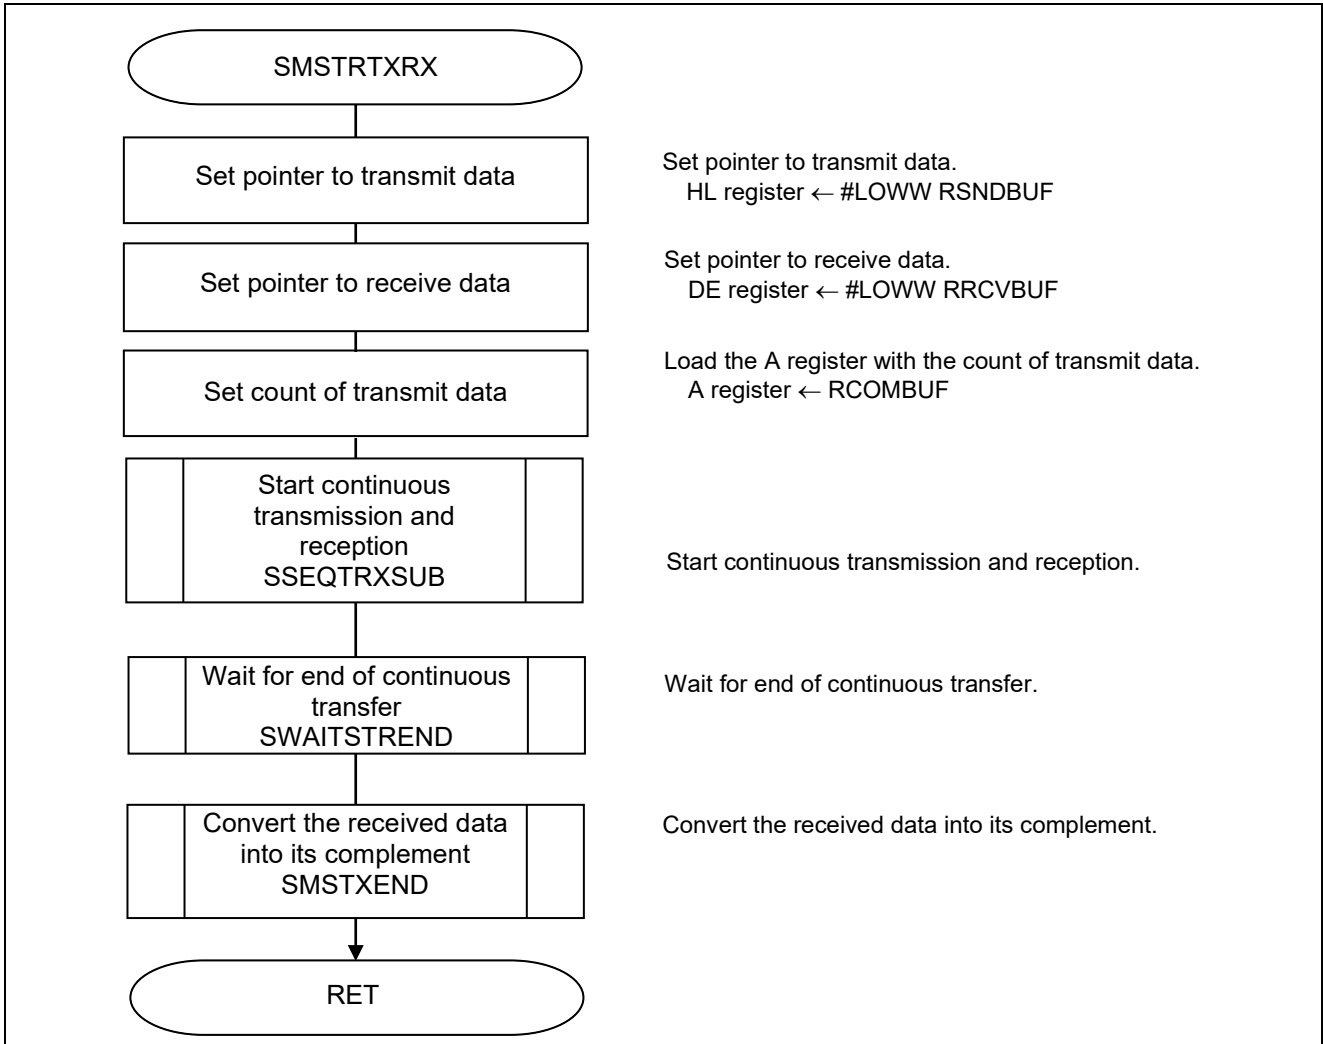 SMSTRTXRX
Set pointer to transmit data
Set pointer to transmit data.
HL register ← #LOWW RSNDBUF
Set pointer to receive data
Set pointer to receive data.
DE register ← #LOWW RRCVBUF
Set count of transmit data
Load the A register with the count of transmit data.
A register ← RCOMBUF
Start continuous
transmission and
reception
SSEQTRXSUB
Start continuous transmission and reception.
Wait for end of continuous
transfer
SWAITSTREND
Wait for end of continuous transfer.
Convert the received data
into its complement
SMSTXEND
Convert the received data into its complement.
RET